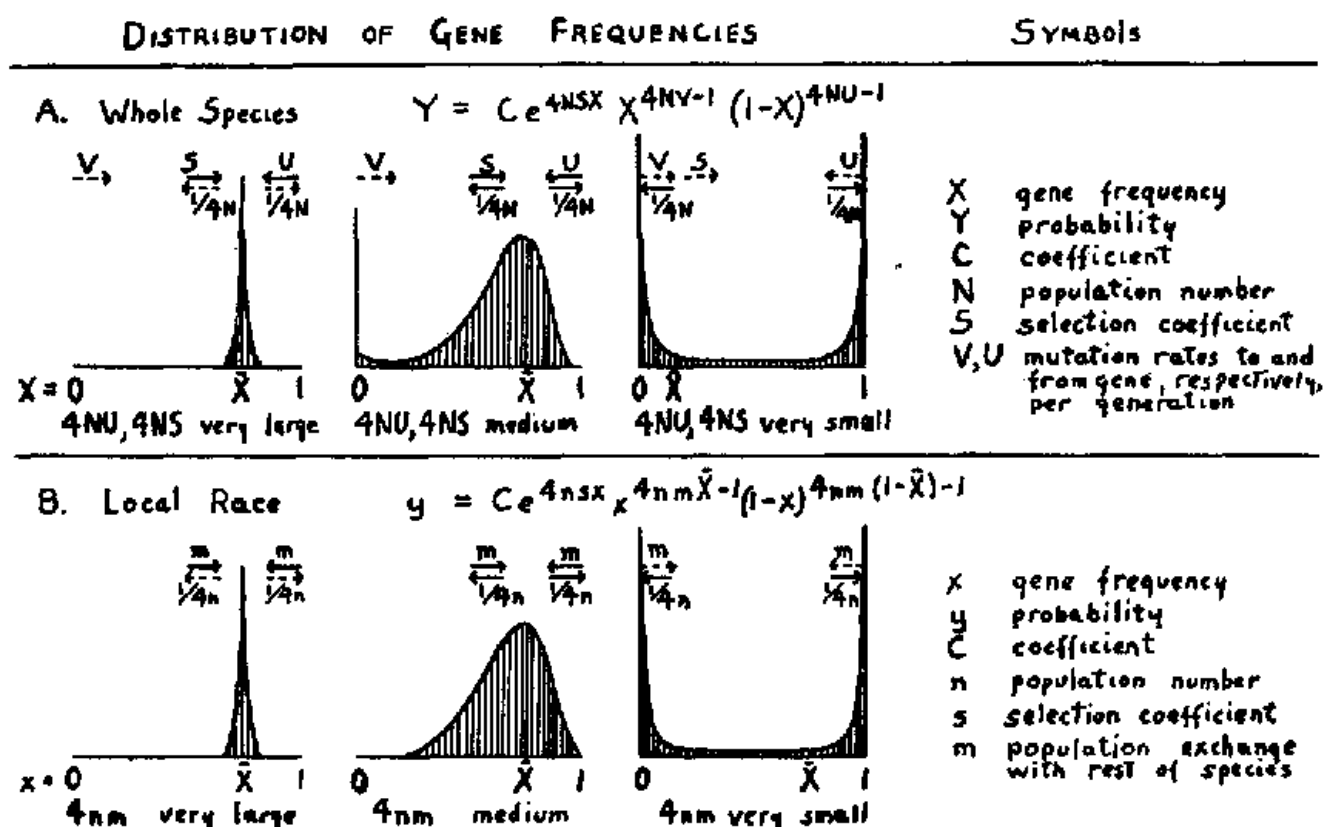 DISTRIBUTION OF GENE FREQUENCIES SYMBOLS
A. Whole Species Y = Ce^4NSX X^4NV-1 (1-X)^4NU-1
V S U V S U V S U
1/4N 1/4N 1/4N 1/4N 1/4N 1/4N
X = 0 X̄ 1 0 X̄ 1 0 X̄ 1
4NU, 4NS very large 4NU, 4NS medium 4NU, 4NS very small
X gene frequency
Y probability
C coefficient
N population number
S selection coefficient
V, U mutation rates to and
from gene, respectively,
per generation
B. Local Race y = Ce^4nsx x^4nmX̄-1 (1-x)^4nm(1-X̄)-1
m m m m m m
1/4n 1/4n 1/4n 1/4n 1/4n 1/4n
x = 0 X̄ 1 0 X̄ 1 0 X̄ 1
4nm very large 4nm medium 4nm very small
x gene frequency
y probability
C coefficient
n population number
s selection coefficient
m population exchange
with rest of species